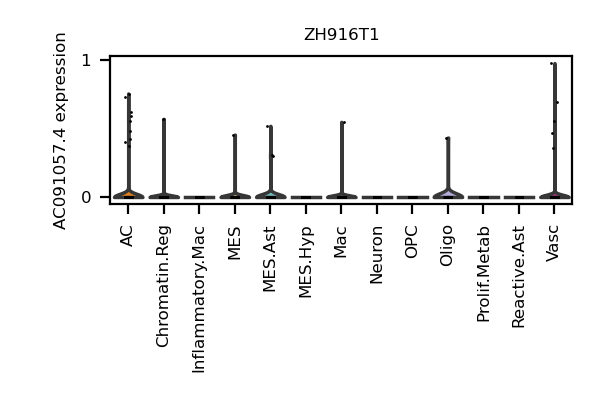 ZH916T1
AC091057.4 expression
1
0
AC
Chromatin.Reg
Inflammatory.Mac
MES
MES.Ast
MES.Hyp
Mac
Neuron
OPC
Oligo
Prolif.Metab
Reactive.Ast
Vasc